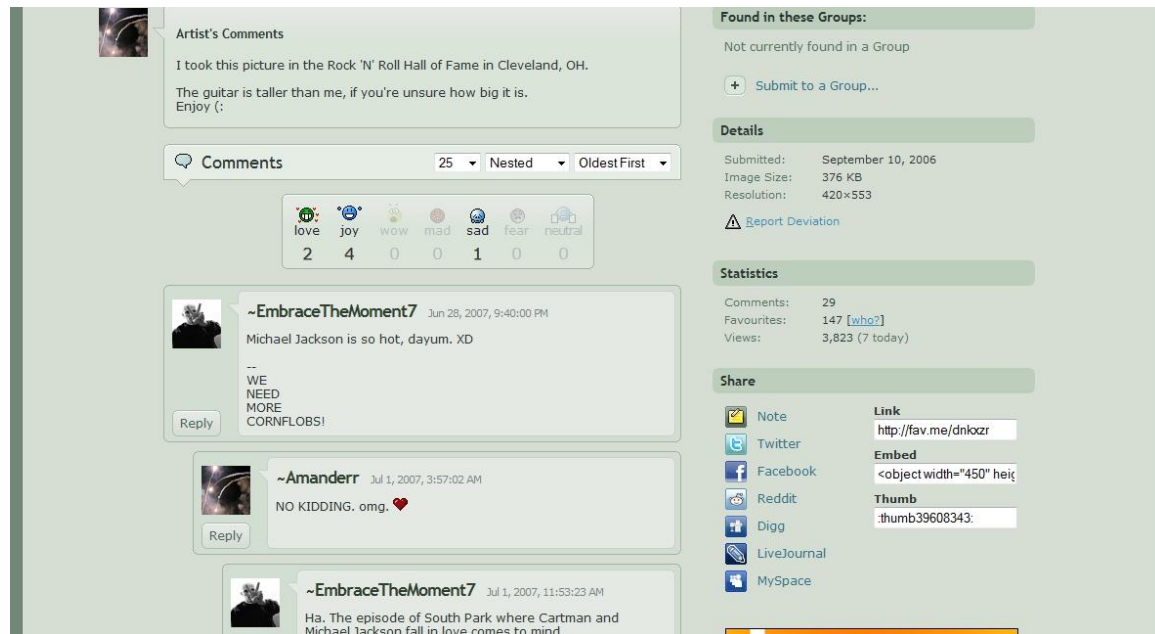 Artist's Comments
I took this picture in the Rock 'N' Roll Hall of Fame in Cleveland, OH.
The guitar is taller than me, if you're unsure how big it is.
Enjoy (:
Comments
25 Nested Oldest First
love joy wow mad sad fear neutral
2 4 0 0 1 0 0
~EmbraceTheMoment7 Jun 28, 2007, 9:40:00 PM
Michael Jackson is so hot, dayum. XD
--
WE
NEED
MORE
CORNFLOBS!
Reply
~Amanderr Jul 1, 2007, 3:57:02 AM
NO KIDDING. omg.
Reply
~EmbraceTheMoment7 Jul 1, 2007, 11:53:23 AM
Ha. The episode of South Park where Cartman and
Michael Jackson fall in love comes to mind
Found in these Groups:
Not currently found in a Group
+ Submit to a Group...
Details
Submitted: September 10, 2006
Image Size: 376 KB
Resolution: 420×553
Report Deviation
Statistics
Comments: 29
Favourites: 147 [who?]
Views: 3,823 (7 today)
Share
Note
Twitter
Facebook
Reddit
Digg
LiveJournal
MySpace
Link
http://fav.me/dnkxzr
Embed
<object width="450" heig
Thumb
:thumb39608343: